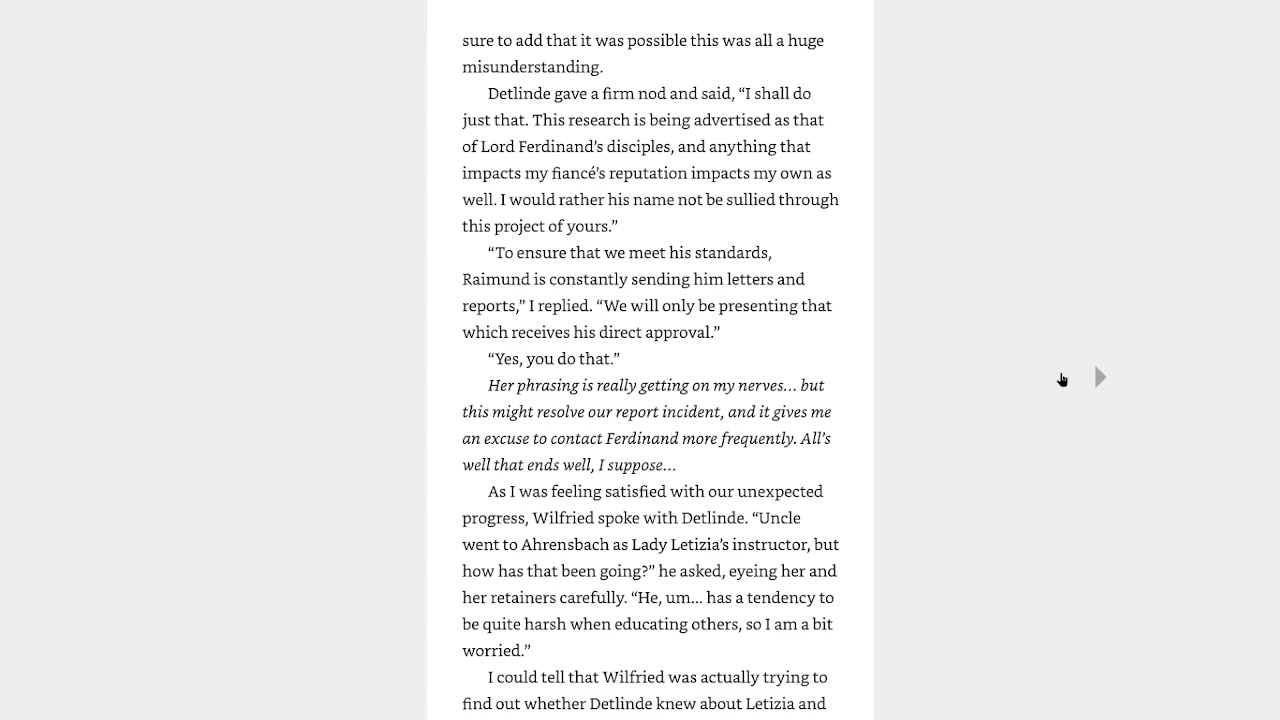 sure to add that it was possible this was all a huge
misunderstanding.
Detlinde gave a firm nod and said, “I shall do
just that. This research is being advertised as that
of Lord Ferdinand’s disciples, and anything that
impacts my fiancé’s reputation impacts my own as
well. I would rather his name not be sullied through
this project of yours.”
“To ensure that we meet his standards,
Raimund is constantly sending him letters and
reports,” I replied. “We will only be presenting that
which receives his direct approval.”
“Yes, you do that.”
Her phrasing is really getting on my nerves... but
this might resolve our report incident, and it gives me
an excuse to contact Ferdinand more frequently. All’s
well that ends well, I suppose...
As I was feeling satisfied with our unexpected
progress, Wilfried spoke with Detlinde. “Uncle
went to Ahrensbach as Lady Letizia’s instructor, but
how has that been going?” he asked, eyeing her and
her retainers carefully. “He, um... has a tendency to
be quite harsh when educating others, so I am a bit
worried.”
I could tell that Wilfried was actually trying to
find out whether Detlinde knew about Letizia and